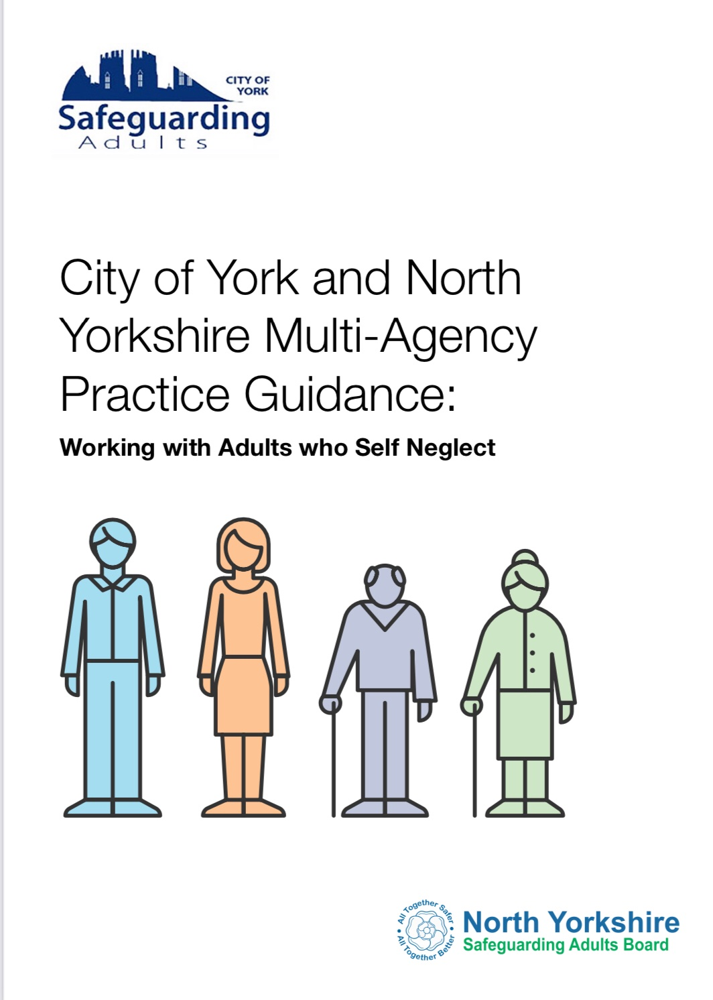 CITY OF
YORK
Safeguarding
Adults
City of York and North
Yorkshire Multi-Agency
Practice Guidance:
Working with Adults who Self Neglect
All Together Safer
All Together Better
North Yorkshire
Safeguarding Adults Board